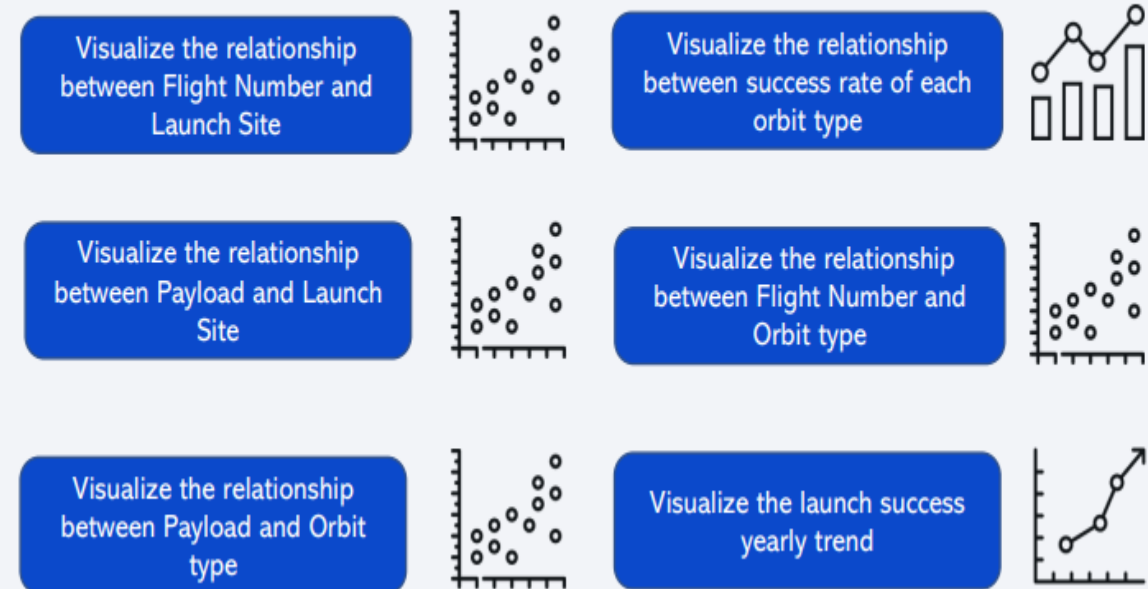 Visualize the relationship
between Flight Number and
Launch Site
Visualize the relationship
between success rate of each
orbit type
Visualize the relationship
between Payload and Launch
Site
Visualize the relationship
between Flight Number and
Orbit type
Visualize the relationship
between Payload and Orbit
type
Visualize the launch success
yearly trend